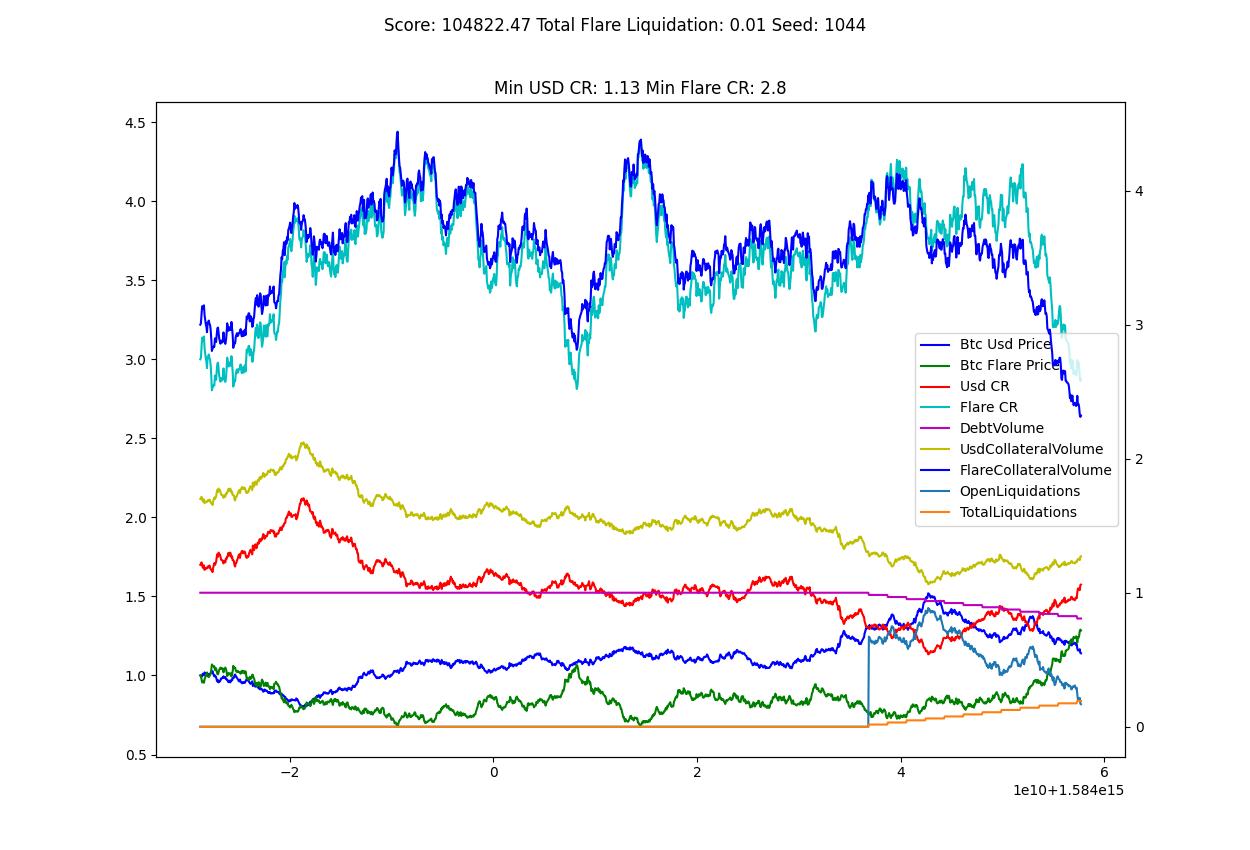 Score: 104822.47 Total Flare Liquidation: 0.01 Seed: 1044
Min USD CR: 1.13 Min Flare CR: 2.8
4.5
4.0
3.5
3.0
2.5
2.0
1.5
1.0
0.5
4
3
2
1
0
Btc Usd Price
Btc Flare Price
Usd CR
Flare CR
DebtVolume
UsdCollateralVolume
FlareCollateralVolume
OpenLiquidations
TotalLiquidations
−2
0
2
4
6
1e10+1.584e15